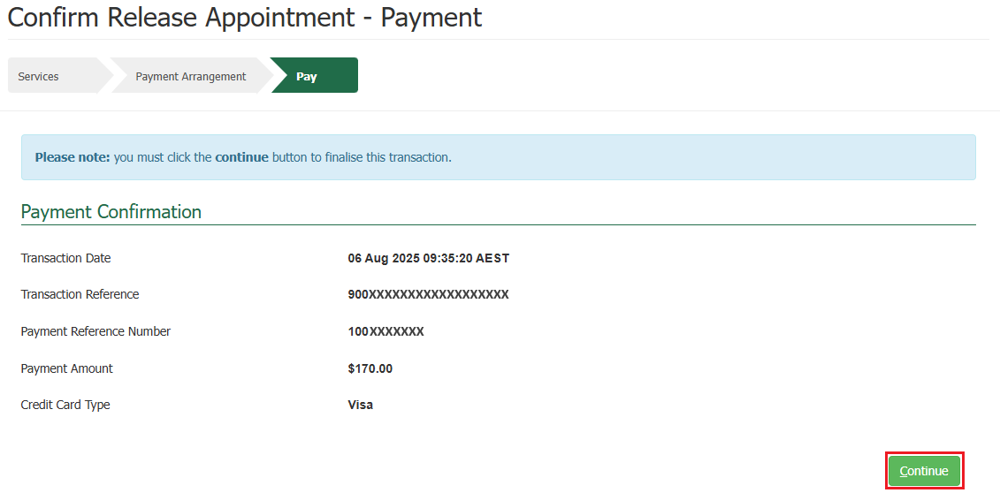 Confirm Release Appointment - Payment
Services
Payment Arrangement
Pay
Please note: you must click the continue button to finalise this transaction.
Payment Confirmation
Transaction Date 06 Aug 2025 09:35:20 AEST
Transaction Reference 900XXXXXXXXXXXXXXXXXX
Payment Reference Number 100XXXXXXX
Payment Amount $170.00
Credit Card Type Visa
Continue